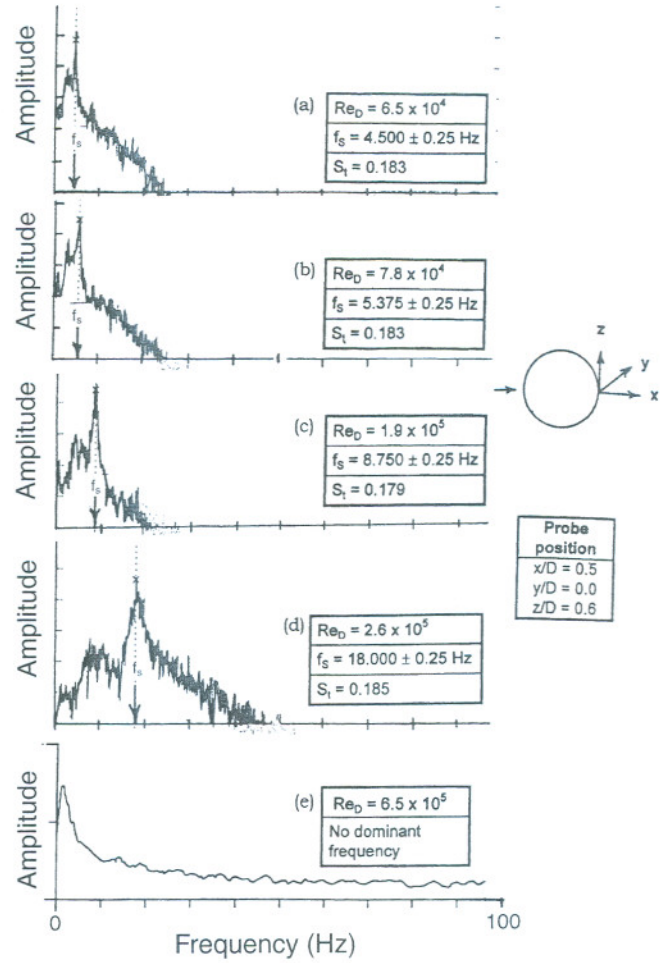 Amplitude
(a)
Re_D = 6.5 x 10^4
f_S = 4.500 ± 0.25 Hz
S_t = 0.183
f_s
Amplitude
(b)
Re_D = 7.8 x 10^4
f_S = 5.375 ± 0.25 Hz
S_t = 0.183
f_s
z
y
x
Amplitude
(c)
Re_D = 1.9 x 10^5
f_S = 8.750 ± 0.25 Hz
S_t = 0.179
f_s
Probe
position
x/D = 0.5
y/D = 0.0
z/D = 0.6
Amplitude
(d)
Re_D = 2.6 x 10^5
f_S = 18.000 ± 0.25 Hz
S_t = 0.185
f_s
Amplitude
(e)
Re_D = 6.5 x 10^5
No dominant
frequency
0
100
Frequency (Hz)